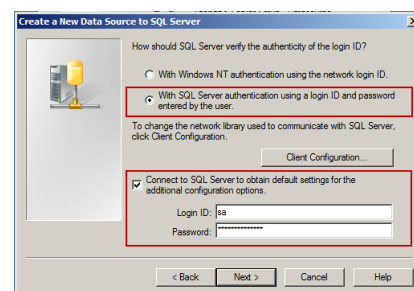 Create a New Data Source to SQL Server
How should SQL Server verify the authenticity of the login ID?
With Windows NT authentication using the network login ID.
With SQL Server authentication using a login ID and password
entered by the user.
To change the network library used to communicate with SQL Server,
click Client Configuration.
Client Configuration...
Connect to SQL Server to obtain default settings for the
additional configuration options.
Login ID: sa
Password: **************
< Back Next > Cancel Help